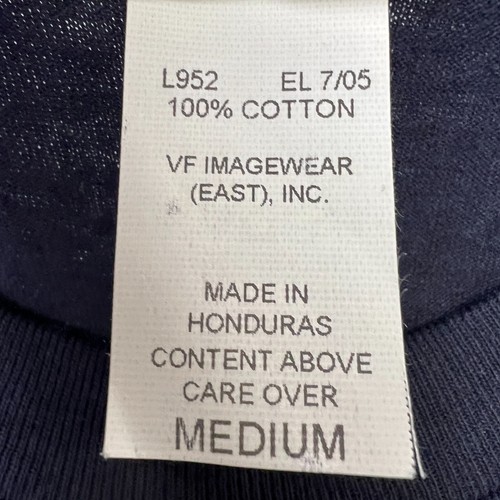 L952 EL 7/05
100% COTTON
VF IMAGEWEAR
(EAST), INC.
MADE IN
HONDURAS
CONTENT ABOVE
CARE OVER
MEDIUM